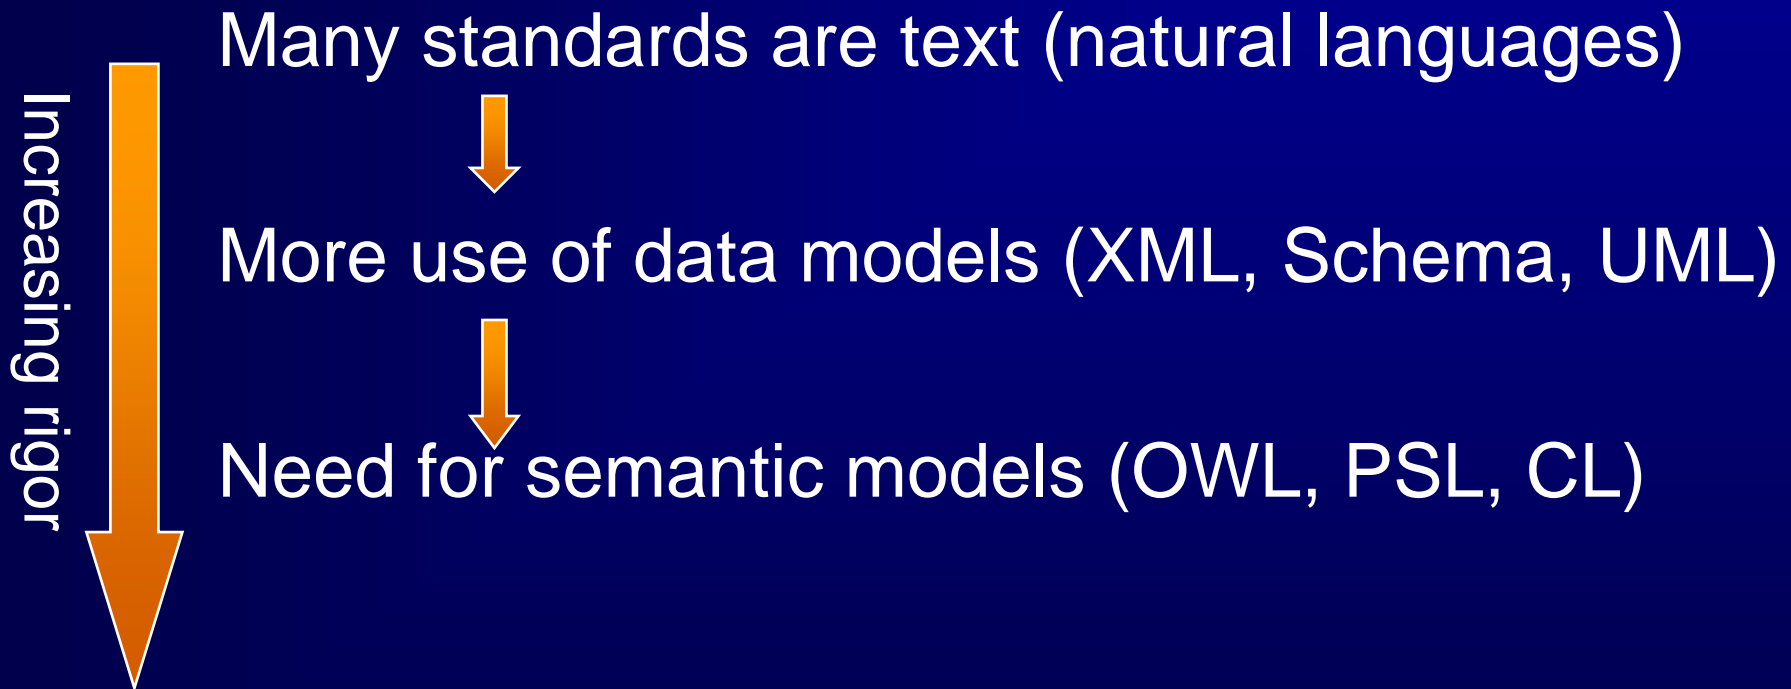 Many standards are text (natural languages)
Increasing rigor
More use of data models (XML, Schema, UML)
Need for semantic models (OWL, PSL, CL)